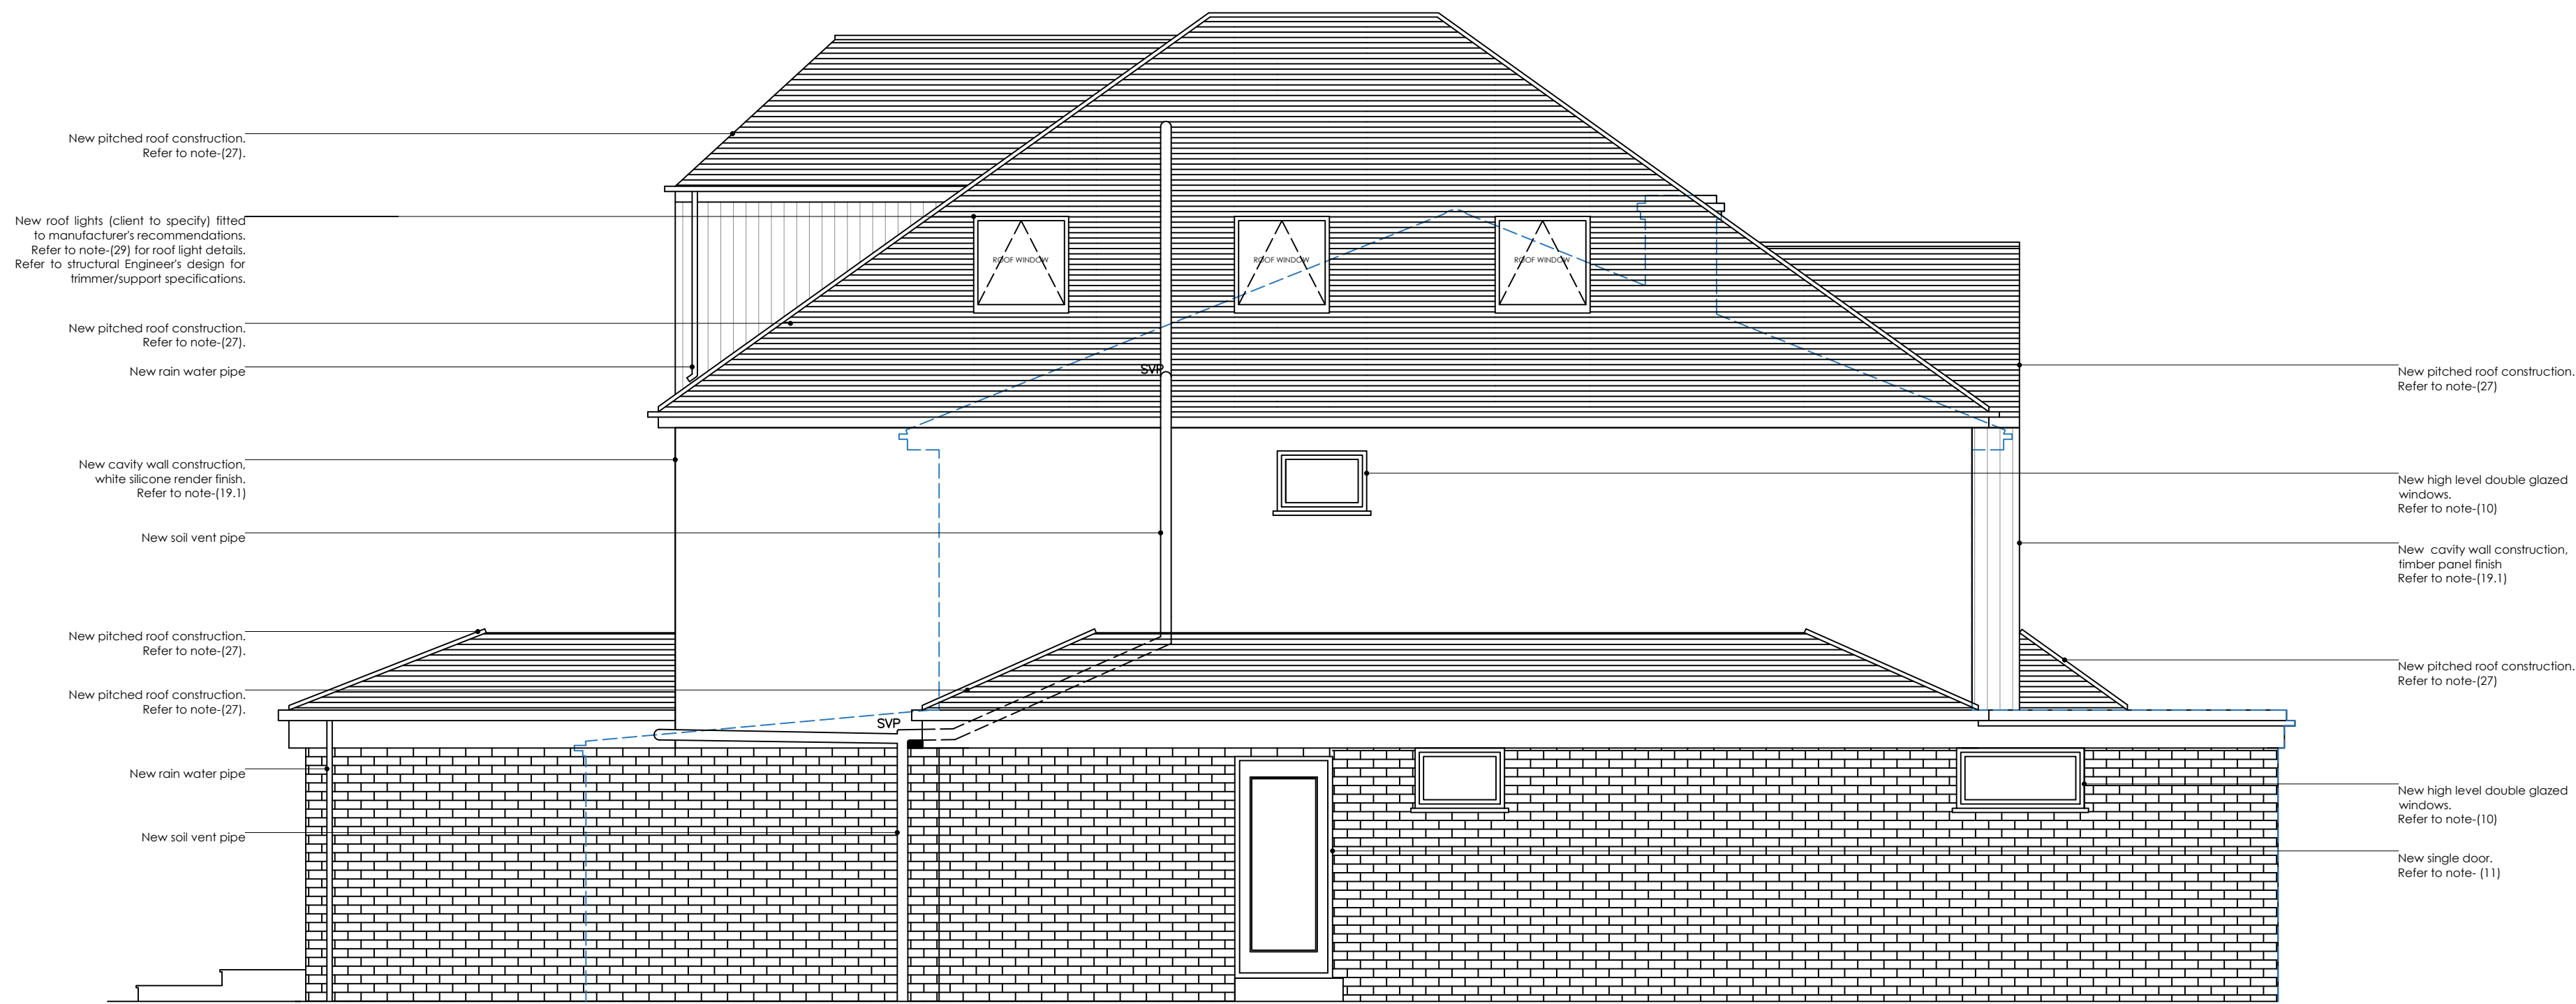 New pitched roof construction.
Refer to note-(27).
New roof lights (client to specify) fitted
to manufacturer's recommendations.
Refer to note-(29) for roof light details.
Refer to structural Engineer's design for
trimmer/support specifications.
New pitched roof construction.
Refer to note-(27).
New rain water pipe
New cavity wall construction,
white silicone render finish.
Refer to note-(19.1)
New soil vent pipe
New pitched roof construction.
Refer to note-(27).
New pitched roof construction.
Refer to note-(27).
New rain water pipe
New soil vent pipe
ROOF WINDOW
ROOF WINDOW
ROOF WINDOW
SVP
SVP
New pitched roof construction.
Refer to note-(27)
New high level double glazed
windows.
Refer to note-(10)
New cavity wall construction,
timber panel finish
Refer to note-(19.1)
New pitched roof construction.
Refer to note-(27)
New high level double glazed
windows.
Refer to note-(10)
New single door.
Refer to note- (11)